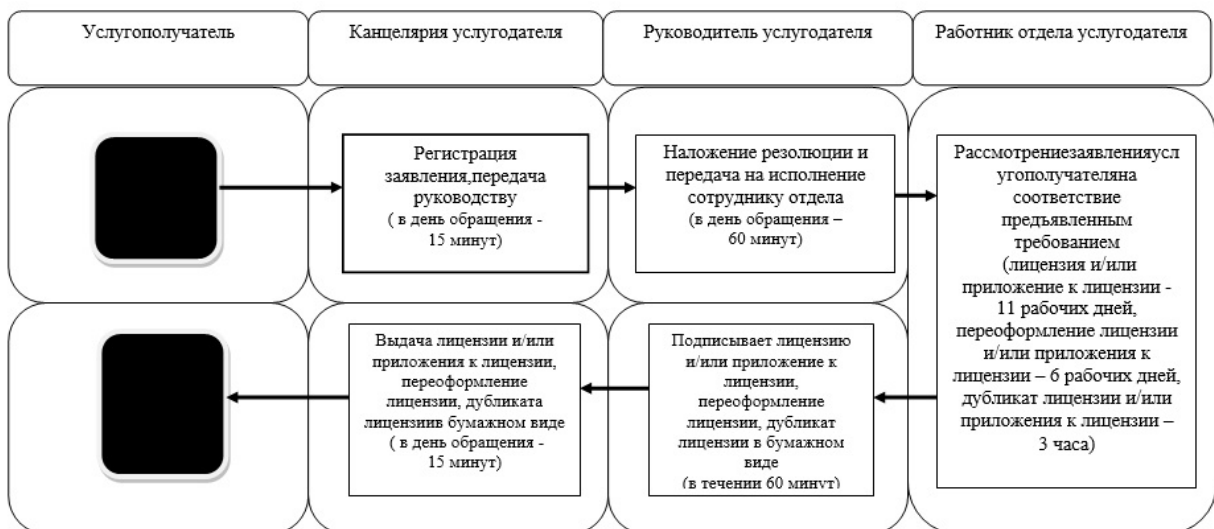 Услугополучатель
Канцелярия услугодателя
Руководитель услугодателя
Работник отдела услугодателя
Регистрация
заявления,передача
руководству
( в день обращения -
15 минут)
Наложение резолюции и
передача на исполнение
сотруднику отдела
(в день обращения –
60 минут)
Рассмотрениезаявленияусл
угополучателяна
соответствие
предъявленным
требованием
(лицензия и/или
приложение к лицензии -
11 рабочих дней,
переоформление лицензии
и/или приложения к
лицензии – 6 рабочих дней,
дубликат лицензии и/или
приложения к лицензии –
3 часа)
Выдача лицензии и/или
приложения к лицензии,
переоформление
лицензии, дубликата
лицензиив бумажном виде
( в день обращения -
15 минут)
Подписывает лицензию
и/или приложение к
лицензии,
переоформление
лицензии, дубликат
лицензии в бумажном
виде
(в течении 60 минут)